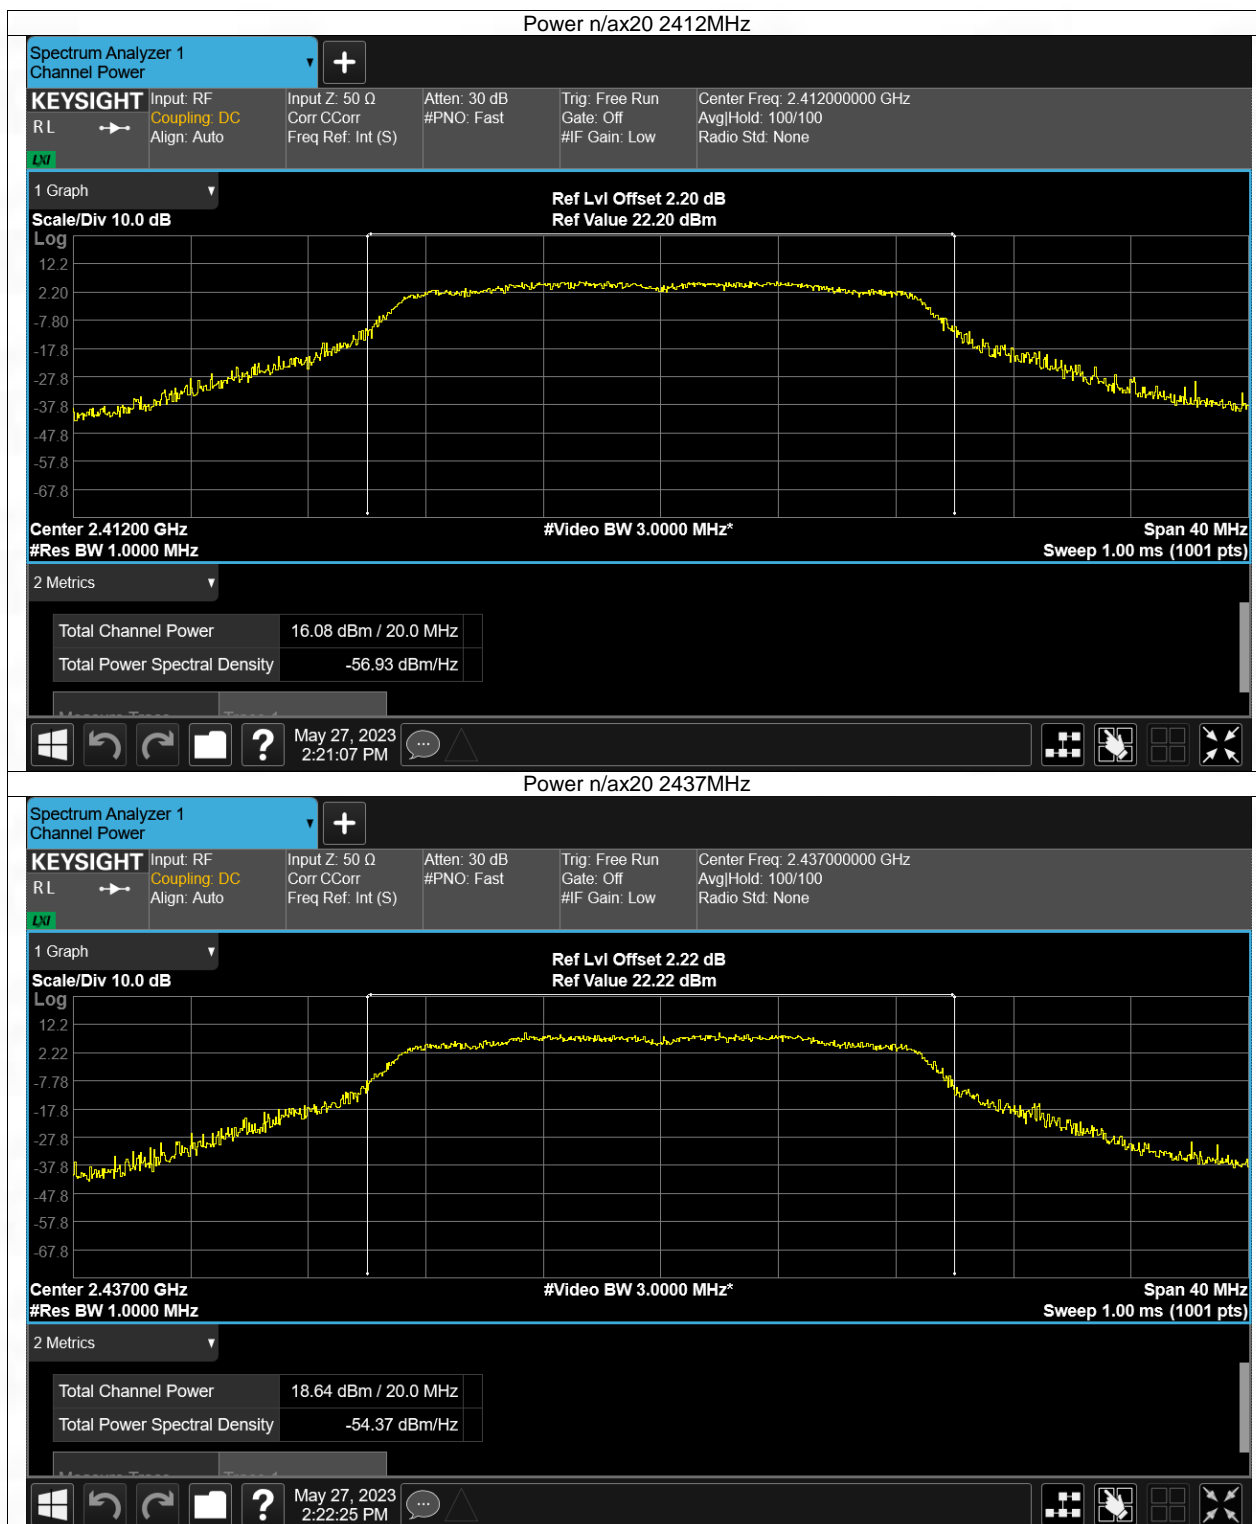 Power n/ax20 2412MHz
Spectrum Analyzer 1
Channel Power
KEYSIGHT
RL
LXI
Input: RF
Coupling: DC
Align: Auto
Input Z: 50 Ω
Corr CCorr
Freq Ref: Int (S)
Atten: 30 dB
#PNO: Fast
Trig: Free Run
Gate: Off
#IF Gain: Low
Center Freq: 2.412000000 GHz
Avg|Hold: 100/100
Radio Std: None
1 Graph
Ref Lvl Offset 2.20 dB
Scale/Div 10.0 dB
Ref Value 22.20 dBm
Log
12.2
2.20
-7.80
-17.8
-27.8
-37.8
-47.8
-57.8
-67.8
Center 2.41200 GHz
#Video BW 3.0000 MHz*
Span 40 MHz
#Res BW 1.0000 MHz
Sweep 1.00 ms (1001 pts)
2 Metrics
Total Channel Power 16.08 dBm / 20.0 MHz
Total Power Spectral Density -56.93 dBm/Hz
May 27, 2023
2:21:07 PM
Power n/ax20 2437MHz
Spectrum Analyzer 1
Channel Power
KEYSIGHT
RL
LXI
Input: RF
Coupling: DC
Align: Auto
Input Z: 50 Ω
Corr CCorr
Freq Ref: Int (S)
Atten: 30 dB
#PNO: Fast
Trig: Free Run
Gate: Off
#IF Gain: Low
Center Freq: 2.437000000 GHz
Avg|Hold: 100/100
Radio Std: None
1 Graph
Ref Lvl Offset 2.22 dB
Scale/Div 10.0 dB
Ref Value 22.22 dBm
Log
12.2
2.22
-7.78
-17.8
-27.8
-37.8
-47.8
-57.8
-67.8
Center 2.43700 GHz
#Video BW 3.0000 MHz*
Span 40 MHz
#Res BW 1.0000 MHz
Sweep 1.00 ms (1001 pts)
2 Metrics
Total Channel Power 18.64 dBm / 20.0 MHz
Total Power Spectral Density -54.37 dBm/Hz
May 27, 2023
2:22:25 PM